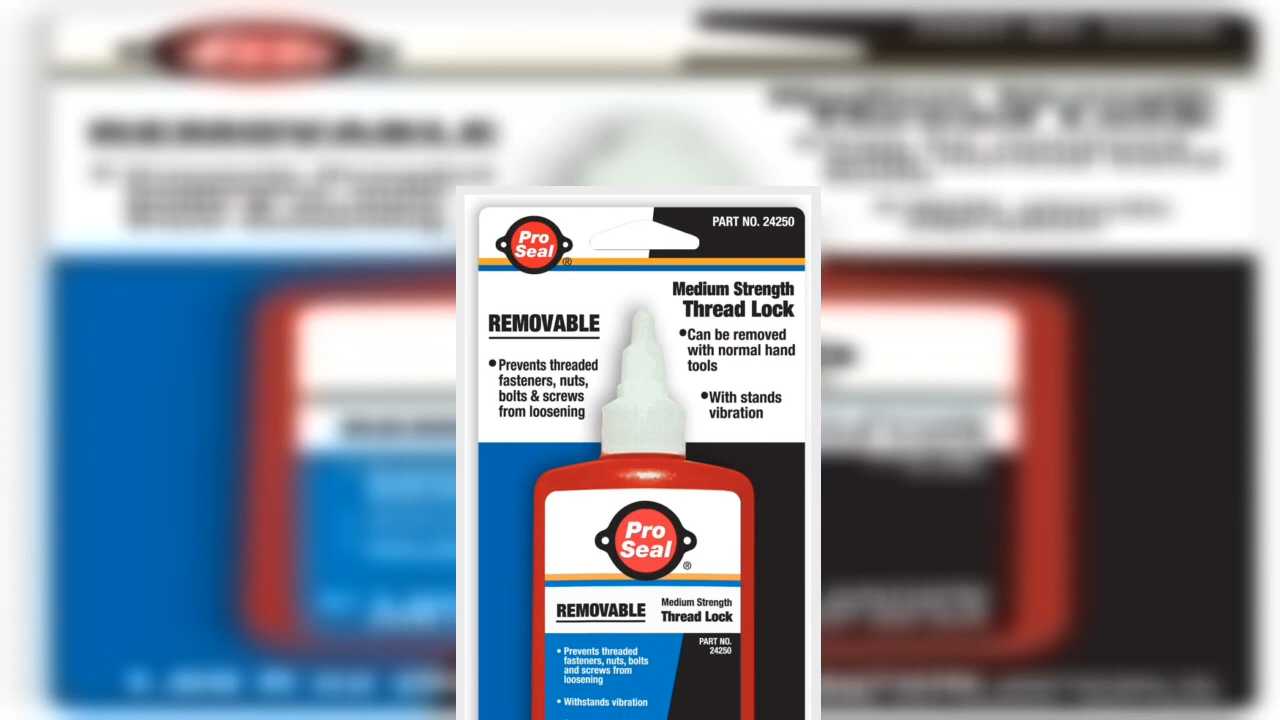 PART NO. 24250
Pro
Seal
®
Medium Strength
Thread Lock
REMOVABLE
•Can be removed
with normal hand
tools
•Prevents threaded
fasteners, nuts,
bolts & screws
from loosening
•With stands
vibration
Pro
Seal
®
REMOVABLE
Medium Strength
Thread Lock
PART NO.
24250
• Prevents threaded
fasteners, nuts, bolts
and screws from
loosening
• Withstands vibration